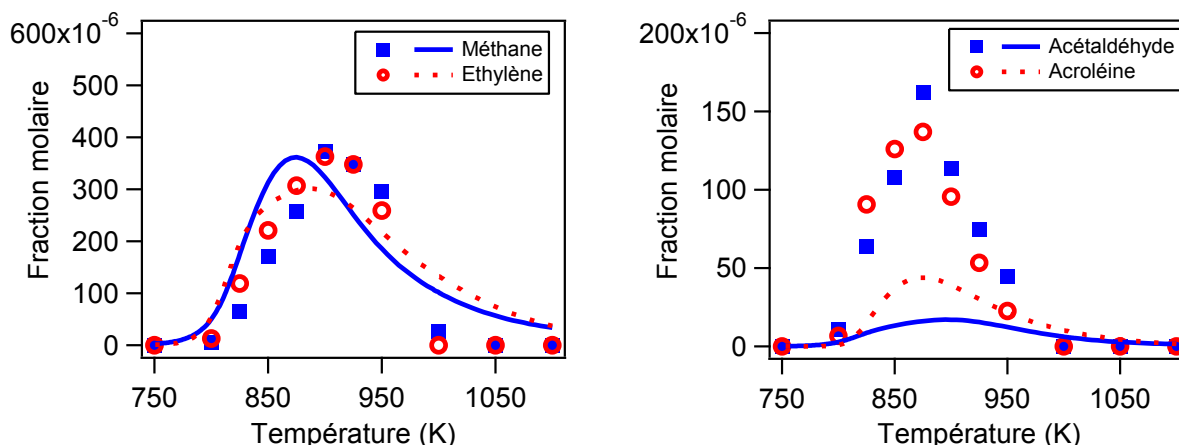 600x10-6
500
400
300
200
100
0
Fraction molaire
Méthane
Ethylène
750
850
950
1050
Température (K)
200x10-6
150
100
50
0
Fraction molaire
Acétaldéhyde
Acroléine
750
850
950
1050
Température (K)